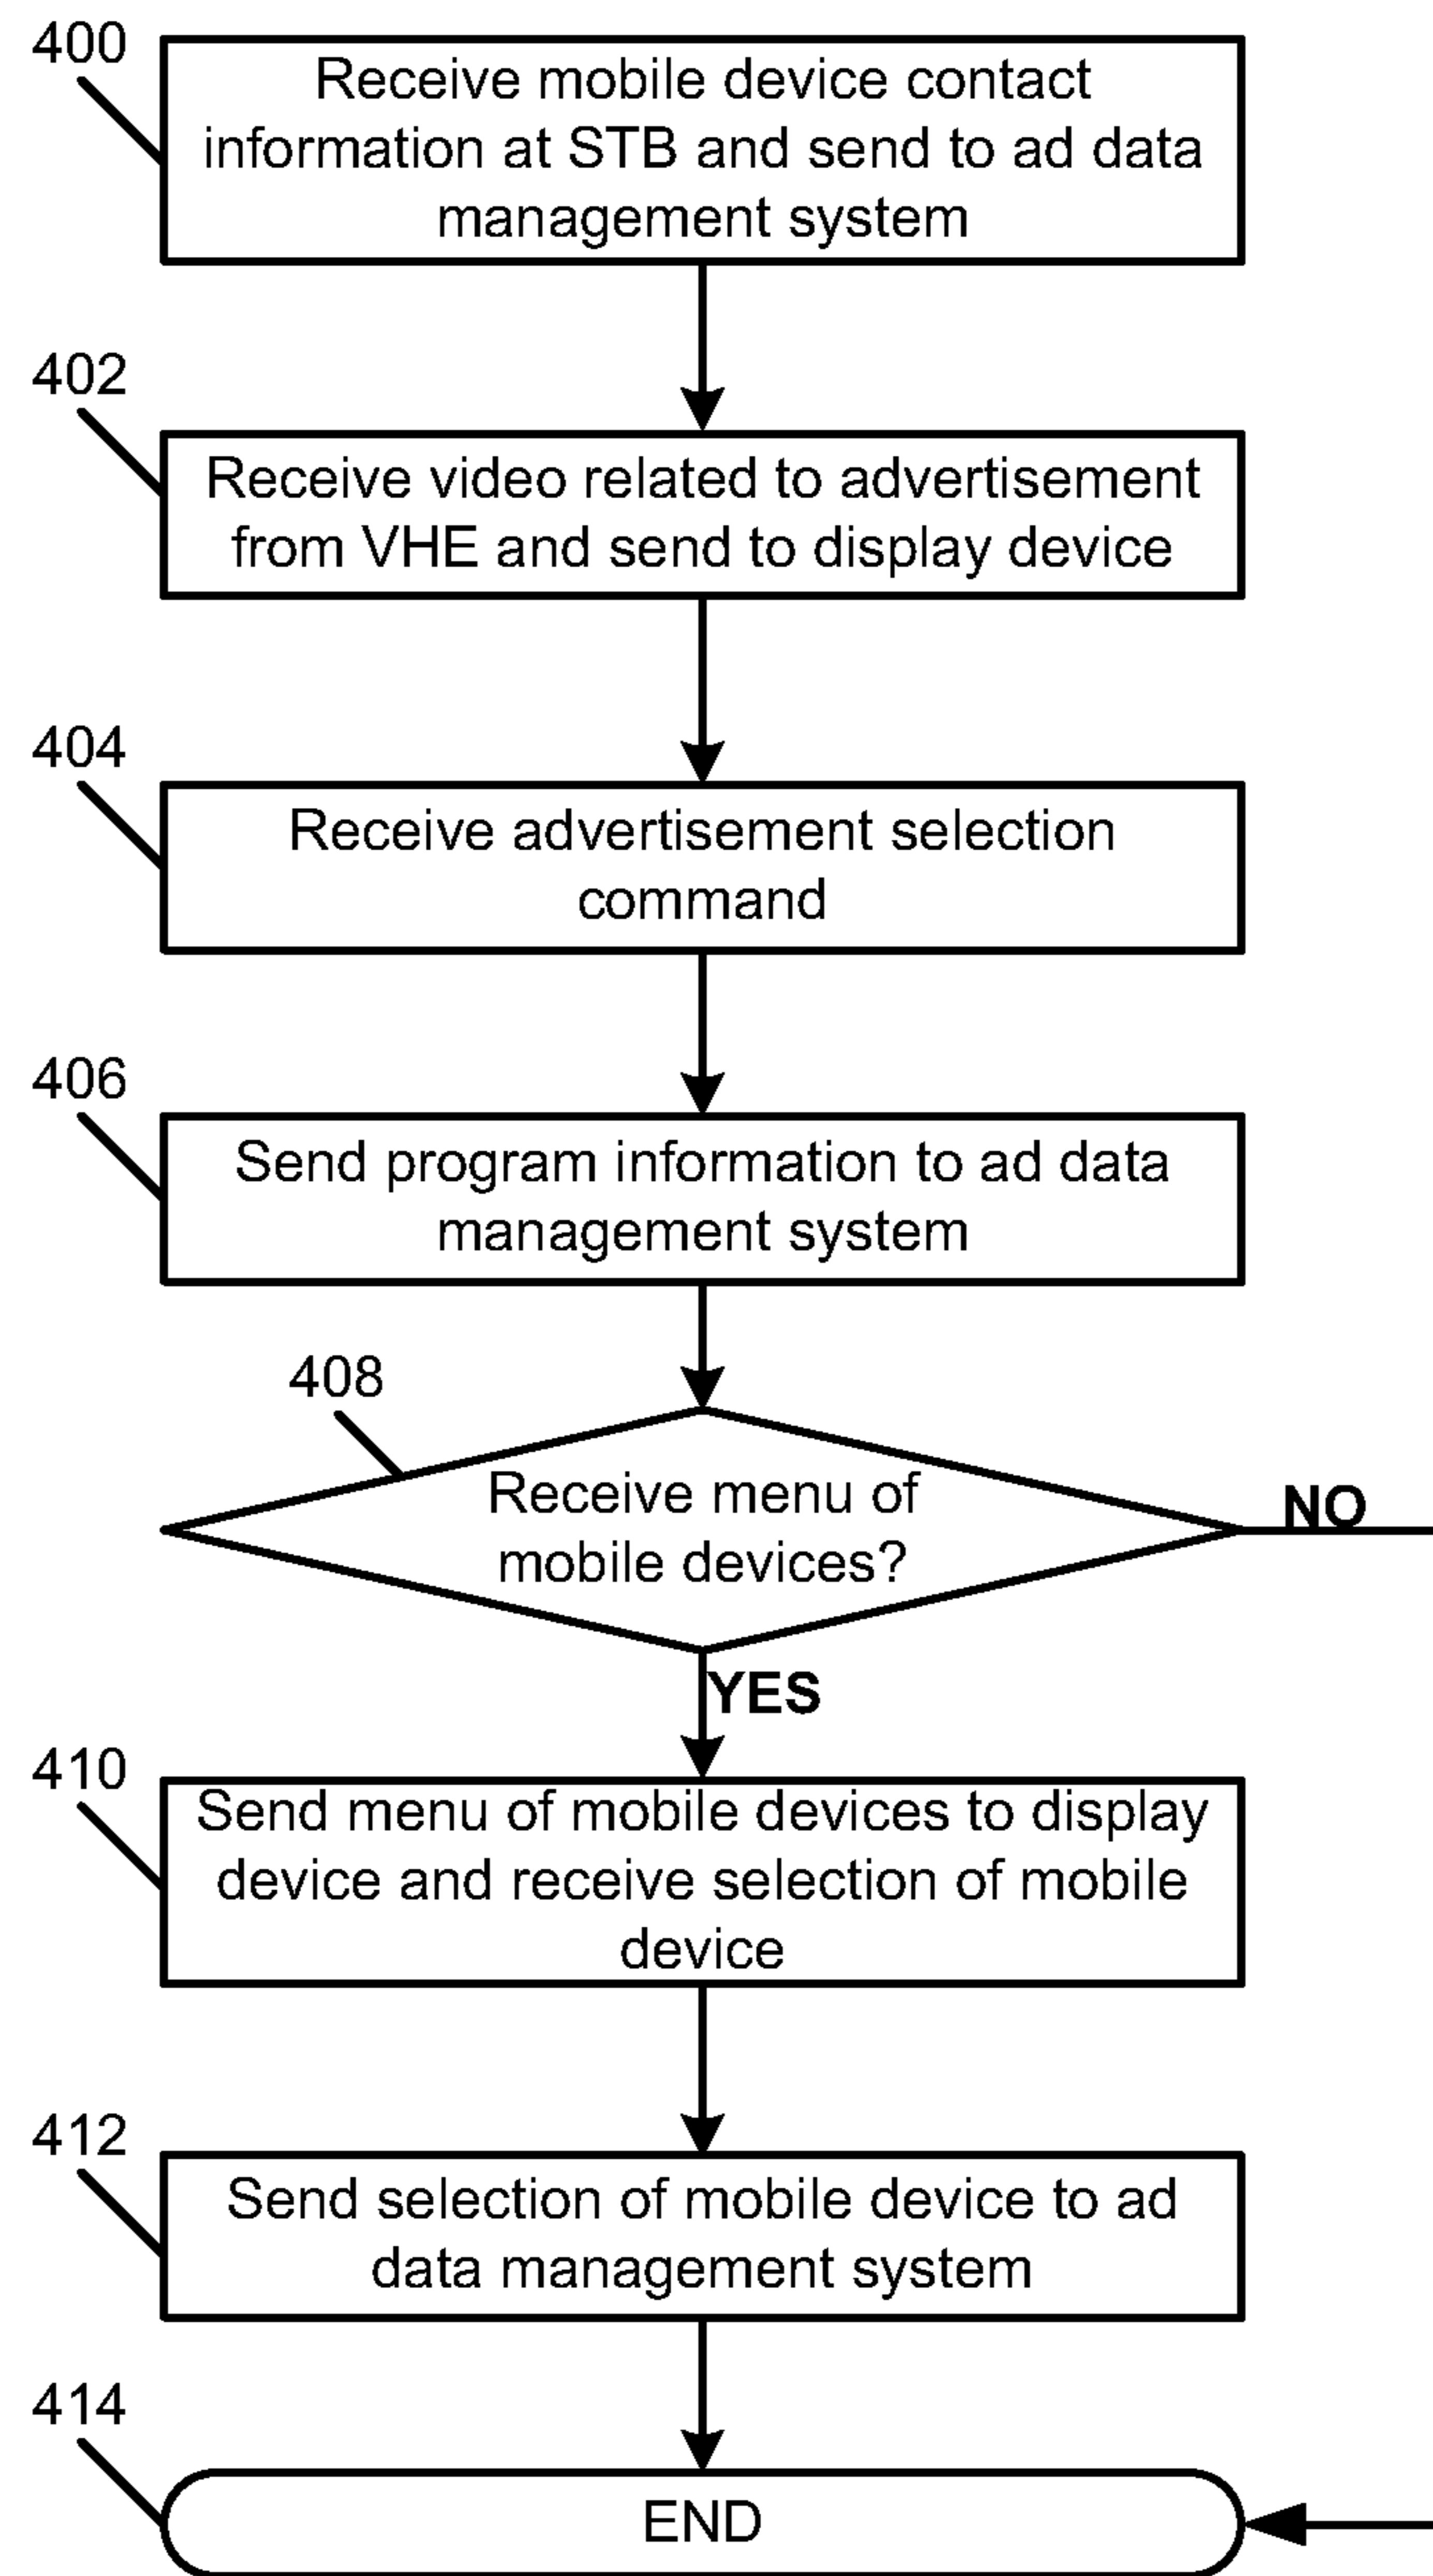 400
Receive mobile device contact
information at STB and send to ad data
management system
402
Receive video related to advertisement
from VHE and send to display device
404
Receive advertisement selection
command
406
Send program information to ad data
management system
408
Receive menu of
mobile devices?
NO
YES
410
Send menu of mobile devices to display
device and receive selection of mobile
device
412
Send selection of mobile device to ad
data management system
414
END